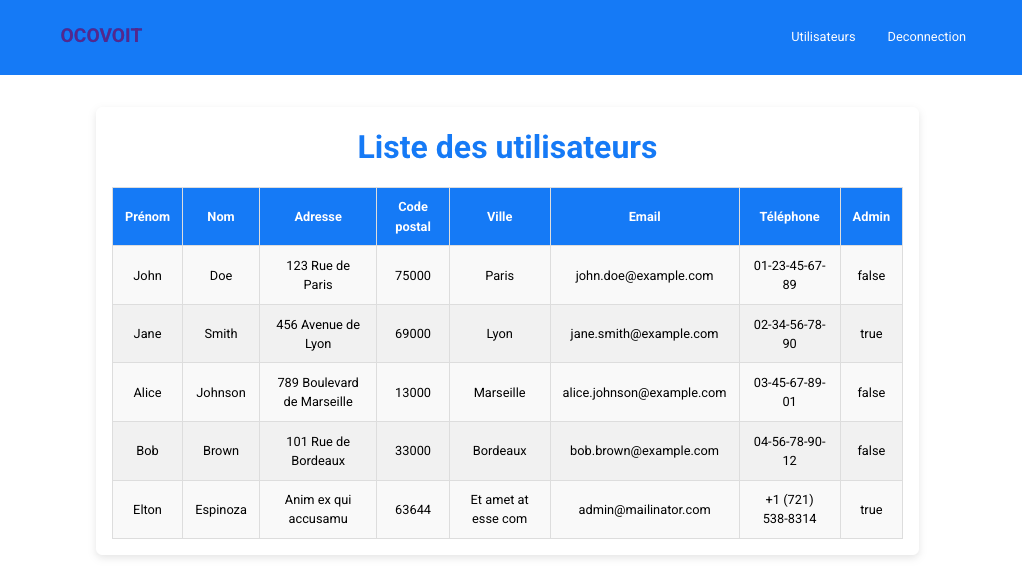 OCOVOIT
Utilisateurs Deconnection
Liste des utilisateurs
Prénom Nom Adresse Code postal Ville Email Téléphone Admin
John Doe 123 Rue de Paris 75000 Paris john.doe@example.com 01-23-45-67-89 false
Jane Smith 456 Avenue de Lyon 69000 Lyon jane.smith@example.com 02-34-56-78-90 true
Alice Johnson 789 Boulevard de Marseille 13000 Marseille alice.johnson@example.com 03-45-67-89-01 false
Bob Brown 101 Rue de Bordeaux 33000 Bordeaux bob.brown@example.com 04-56-78-90-12 false
Elton Espinoza Anim ex qui accusamu 63644 Et amet at esse com admin@mailinator.com +1 (721) 538-8314 true